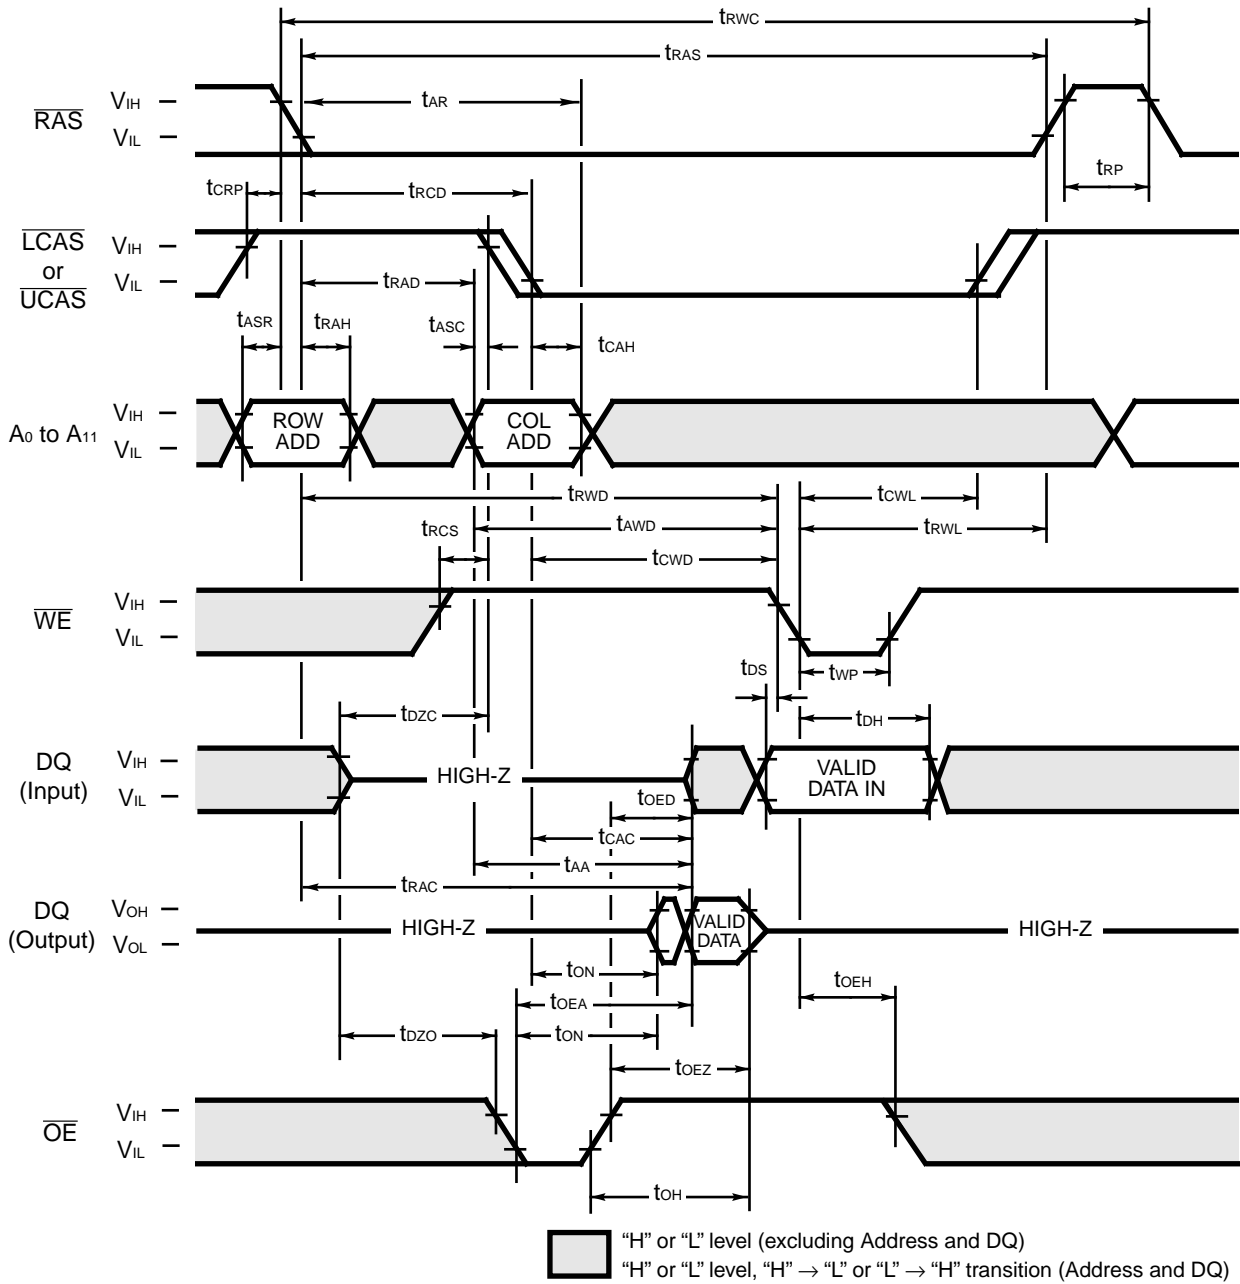 tRWC
tRAS
tAR
RAS
VIH
VIL
tCRP
tRCD
tRP
LCAS
or
UCAS
VIH
VIL
tRAD
tASR
tRAH
tASC
tCAH
A0 to A11
VIH
VIL
ROW
ADD
COL
ADD
tRWD
tCWL
tRCS
tAWD
tRWL
tCWD
WE
VIH
VIL
tDS
tWP
tDZC
tDH
DQ
(Input)
VIH
VIL
HIGH-Z
VALID
DATA IN
tOED
tCAC
tAA
tRAC
DQ
(Output)
VOH
VOL
HIGH-Z
VALID
DATA
HIGH-Z
tON
tOEA
tOEH
tDZO
tON
tOEZ
OE
VIH
VIL
tOH
“H” or “L” level (excluding Address and DQ)
“H” or “L” level, “H” → “L” or “L” → “H” transition (Address and DQ)